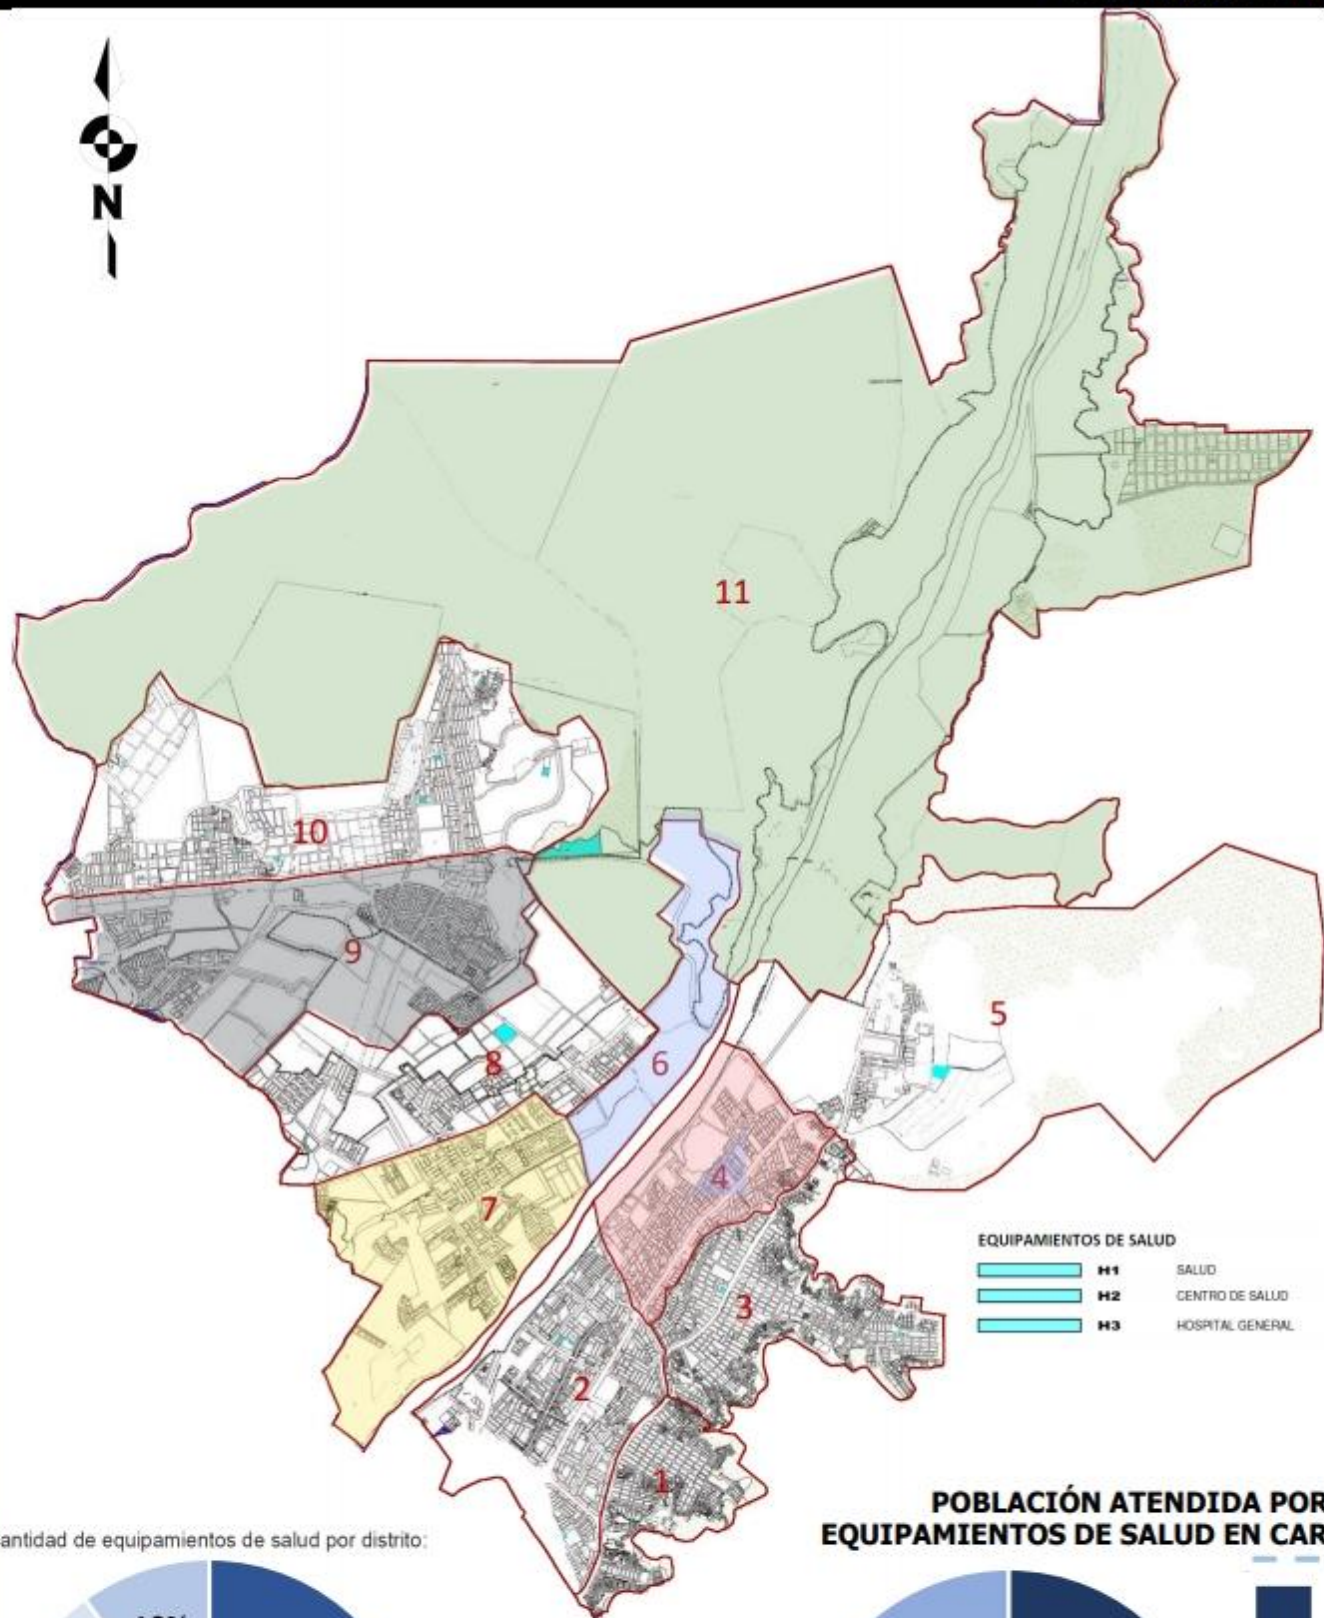 N
11
10
9
5
8
6
4
7
EQUIPAMIENTOS DE SALUD
H1 SALUD
H2 CENTRO DE SALUD
H3 HOSPITAL GENERAL
3
2
1
POBLACIÓN ATENDIDA POR
EQUIPAMIENTOS DE SALUD EN CAR
antidad de equipamientos de salud por distrito: